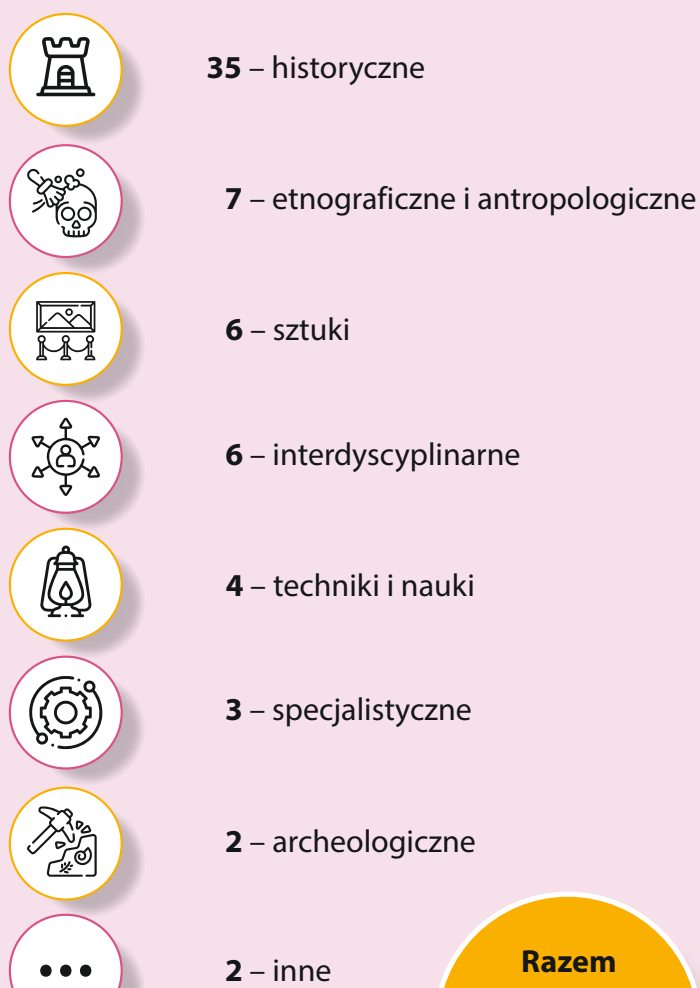 35 – historyczne
7 – etnograficzne i antropologiczne
6 – sztuki
6 – interdyscyplinarne
4 – techniki i nauki
3 – specjalistyczne
2 – archeologiczne
2 – inne
Razem